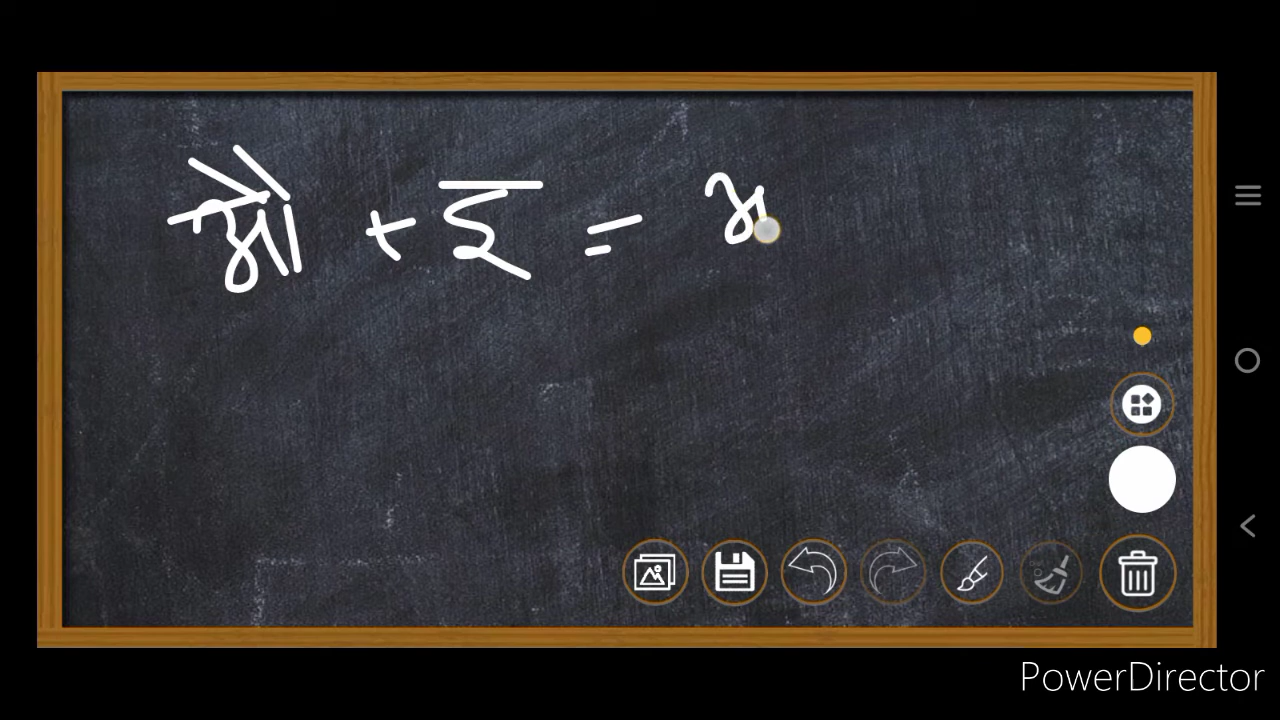 भौ + इ = भ
PowerDirector